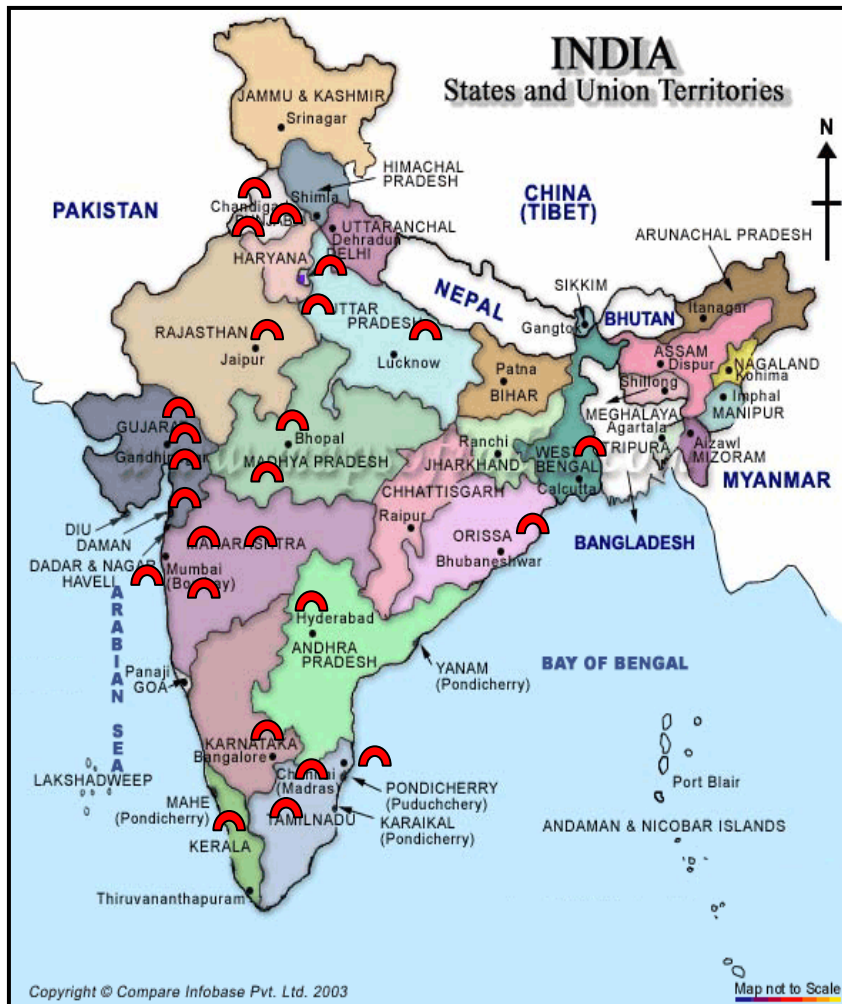 INDIA
States and Union Territories
N
JAMMU & KASHMIR
Srinagar
HIMACHAL
PRADESH
CHINA
(TIBET)
PAKISTAN
Shimla
PUNJAB
UTTARANCHAL
Dehradun
ARUNACHAL PRADESH
HARYANA
DELHI
NEPAL
SIKKIM
Itanagar
BHUTAN
UTTAR
PRADESH
Gangto
RAJASTHAN
Jaipur
Lucknow
ASSAM
Dispur
NAGALAND
Kohima
Patna
BIHAR
Shillong
Imphal
MANIPUR
MEGHALAYA
Agartala
TRIPURA
Aizawl
MIZORAM
Bhopal
MADHYA PRADESH
Ranchi
JHARKHAND
WEST
BENGAL
Calcutta
MYANMAR
CHHATTISGARH
Raipur
DIU
DAMAN
DADAR & NAGAR
HAVELI
Mumbai
ORISSA
Bhubaneshwar
BANGLADESH
ARABIAN SEA
Hyderabad
ANDHRA
PRADESH
YANAM
(Pondicherry)
BAY OF BENGAL
Panaji
GOA
KARNATAKA
Bangalore
(Madras)
LAKSHADWEEP
PONDICHERRY
(Puduchchery)
Port Blair
MAHE
(Pondicherry)
TAMILNADU
KARAIKAL
(Pondicherry)
ANDAMAN & NICOBAR ISLANDS
KERALA
Thiruvananthapuram
Copyright © Compare Infobase Pvt. Ltd. 2003
Map not to Scale